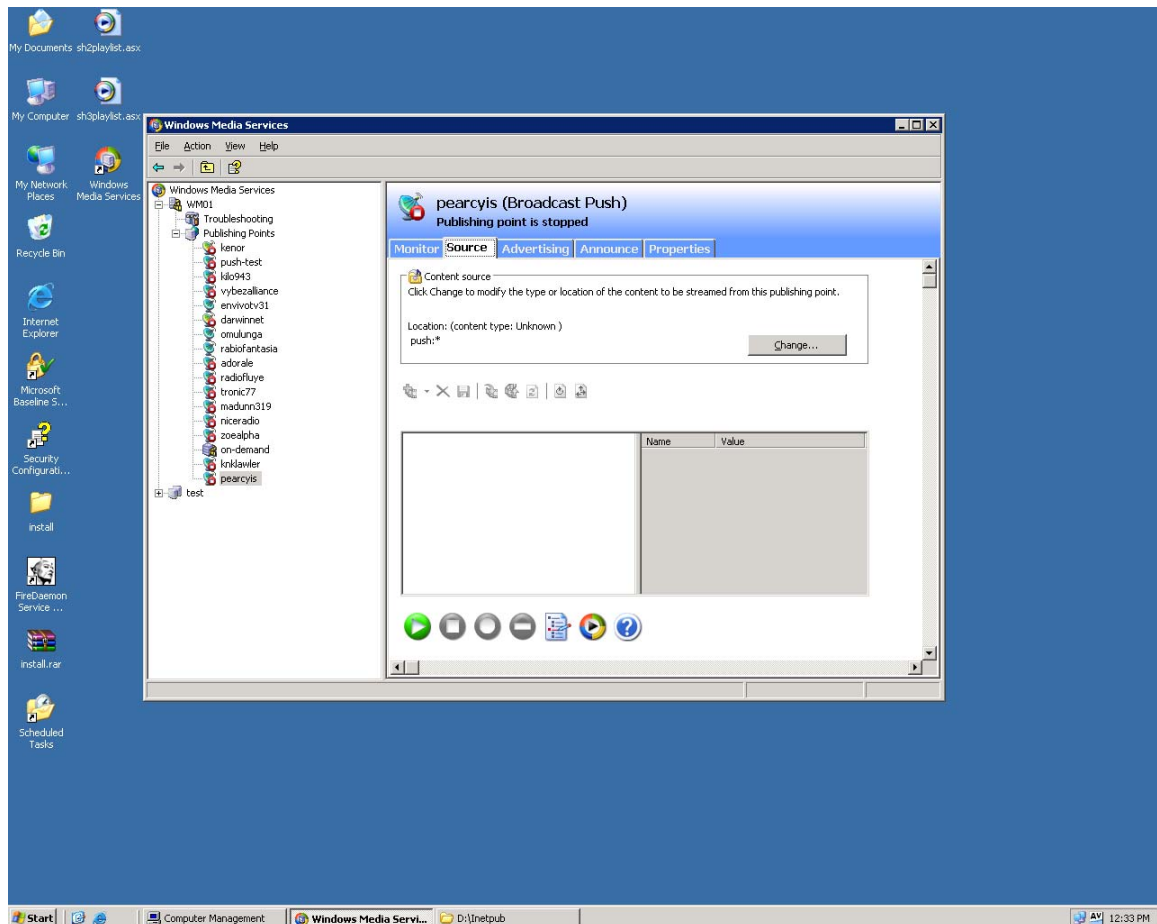 My Documents
sh2playlist.asx
My Computer
sh3playlist.asx
My Network
Places
Windows
Media Services
Recycle Bin
Internet
Explorer
Microsoft
Baseline S...
Security
Configurati...
install
FireDaemon
Service ...
install.rar
Scheduled
Tasks
Windows Media Services
File Action View Help
Windows Media Services
WM01
Troubleshooting
Publishing Points
kenor
push-test
kilo943
vybezalliance
envivotv31
darwinnet
omulunga
rabiofantasia
adorale
radiofluye
tronic77
madunn319
niceradio
zoealpha
on-demand
knklawler
pearcyis
test
pearcyis (Broadcast Push)
Publishing point is stopped
Monitor Source Advertising Announce Properties
Content source
Click Change to modify the type or location of the content to be streamed from this publishing point.
Location: (content type: Unknown )
push:*
Change...
Name Value
Start Computer Management Windows Media Servi... D:\Inetpub AV 12:33 PM